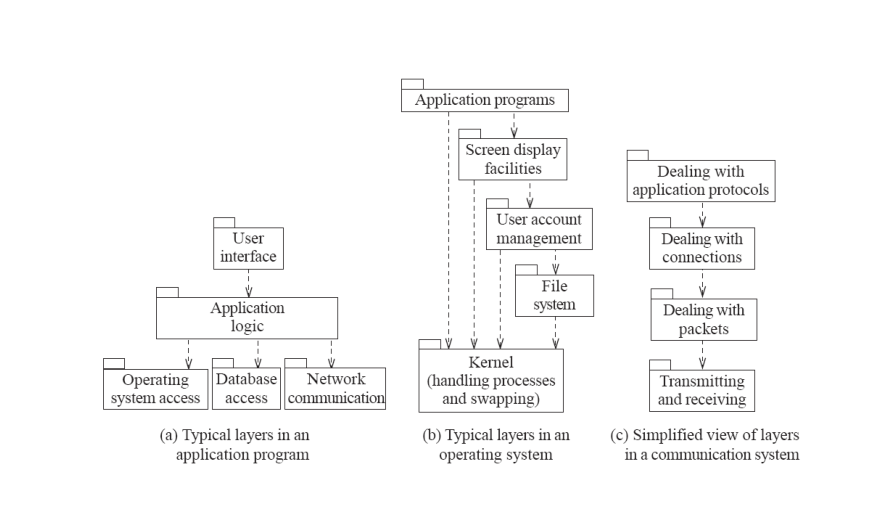 User
interface
Application
logic
Operating
system access
Database
access
Network
communication
(a) Typical layers in an
application program
Application programs
Screen display
facilities
User account
management
File
system
Kernel
(handling processes
and swapping)
(b) Typical layers in an
operating system
Dealing with
application protocols
Dealing with
connections
Dealing with
packets
Transmitting
and receiving
(c) Simplified view of layers
in a communication system